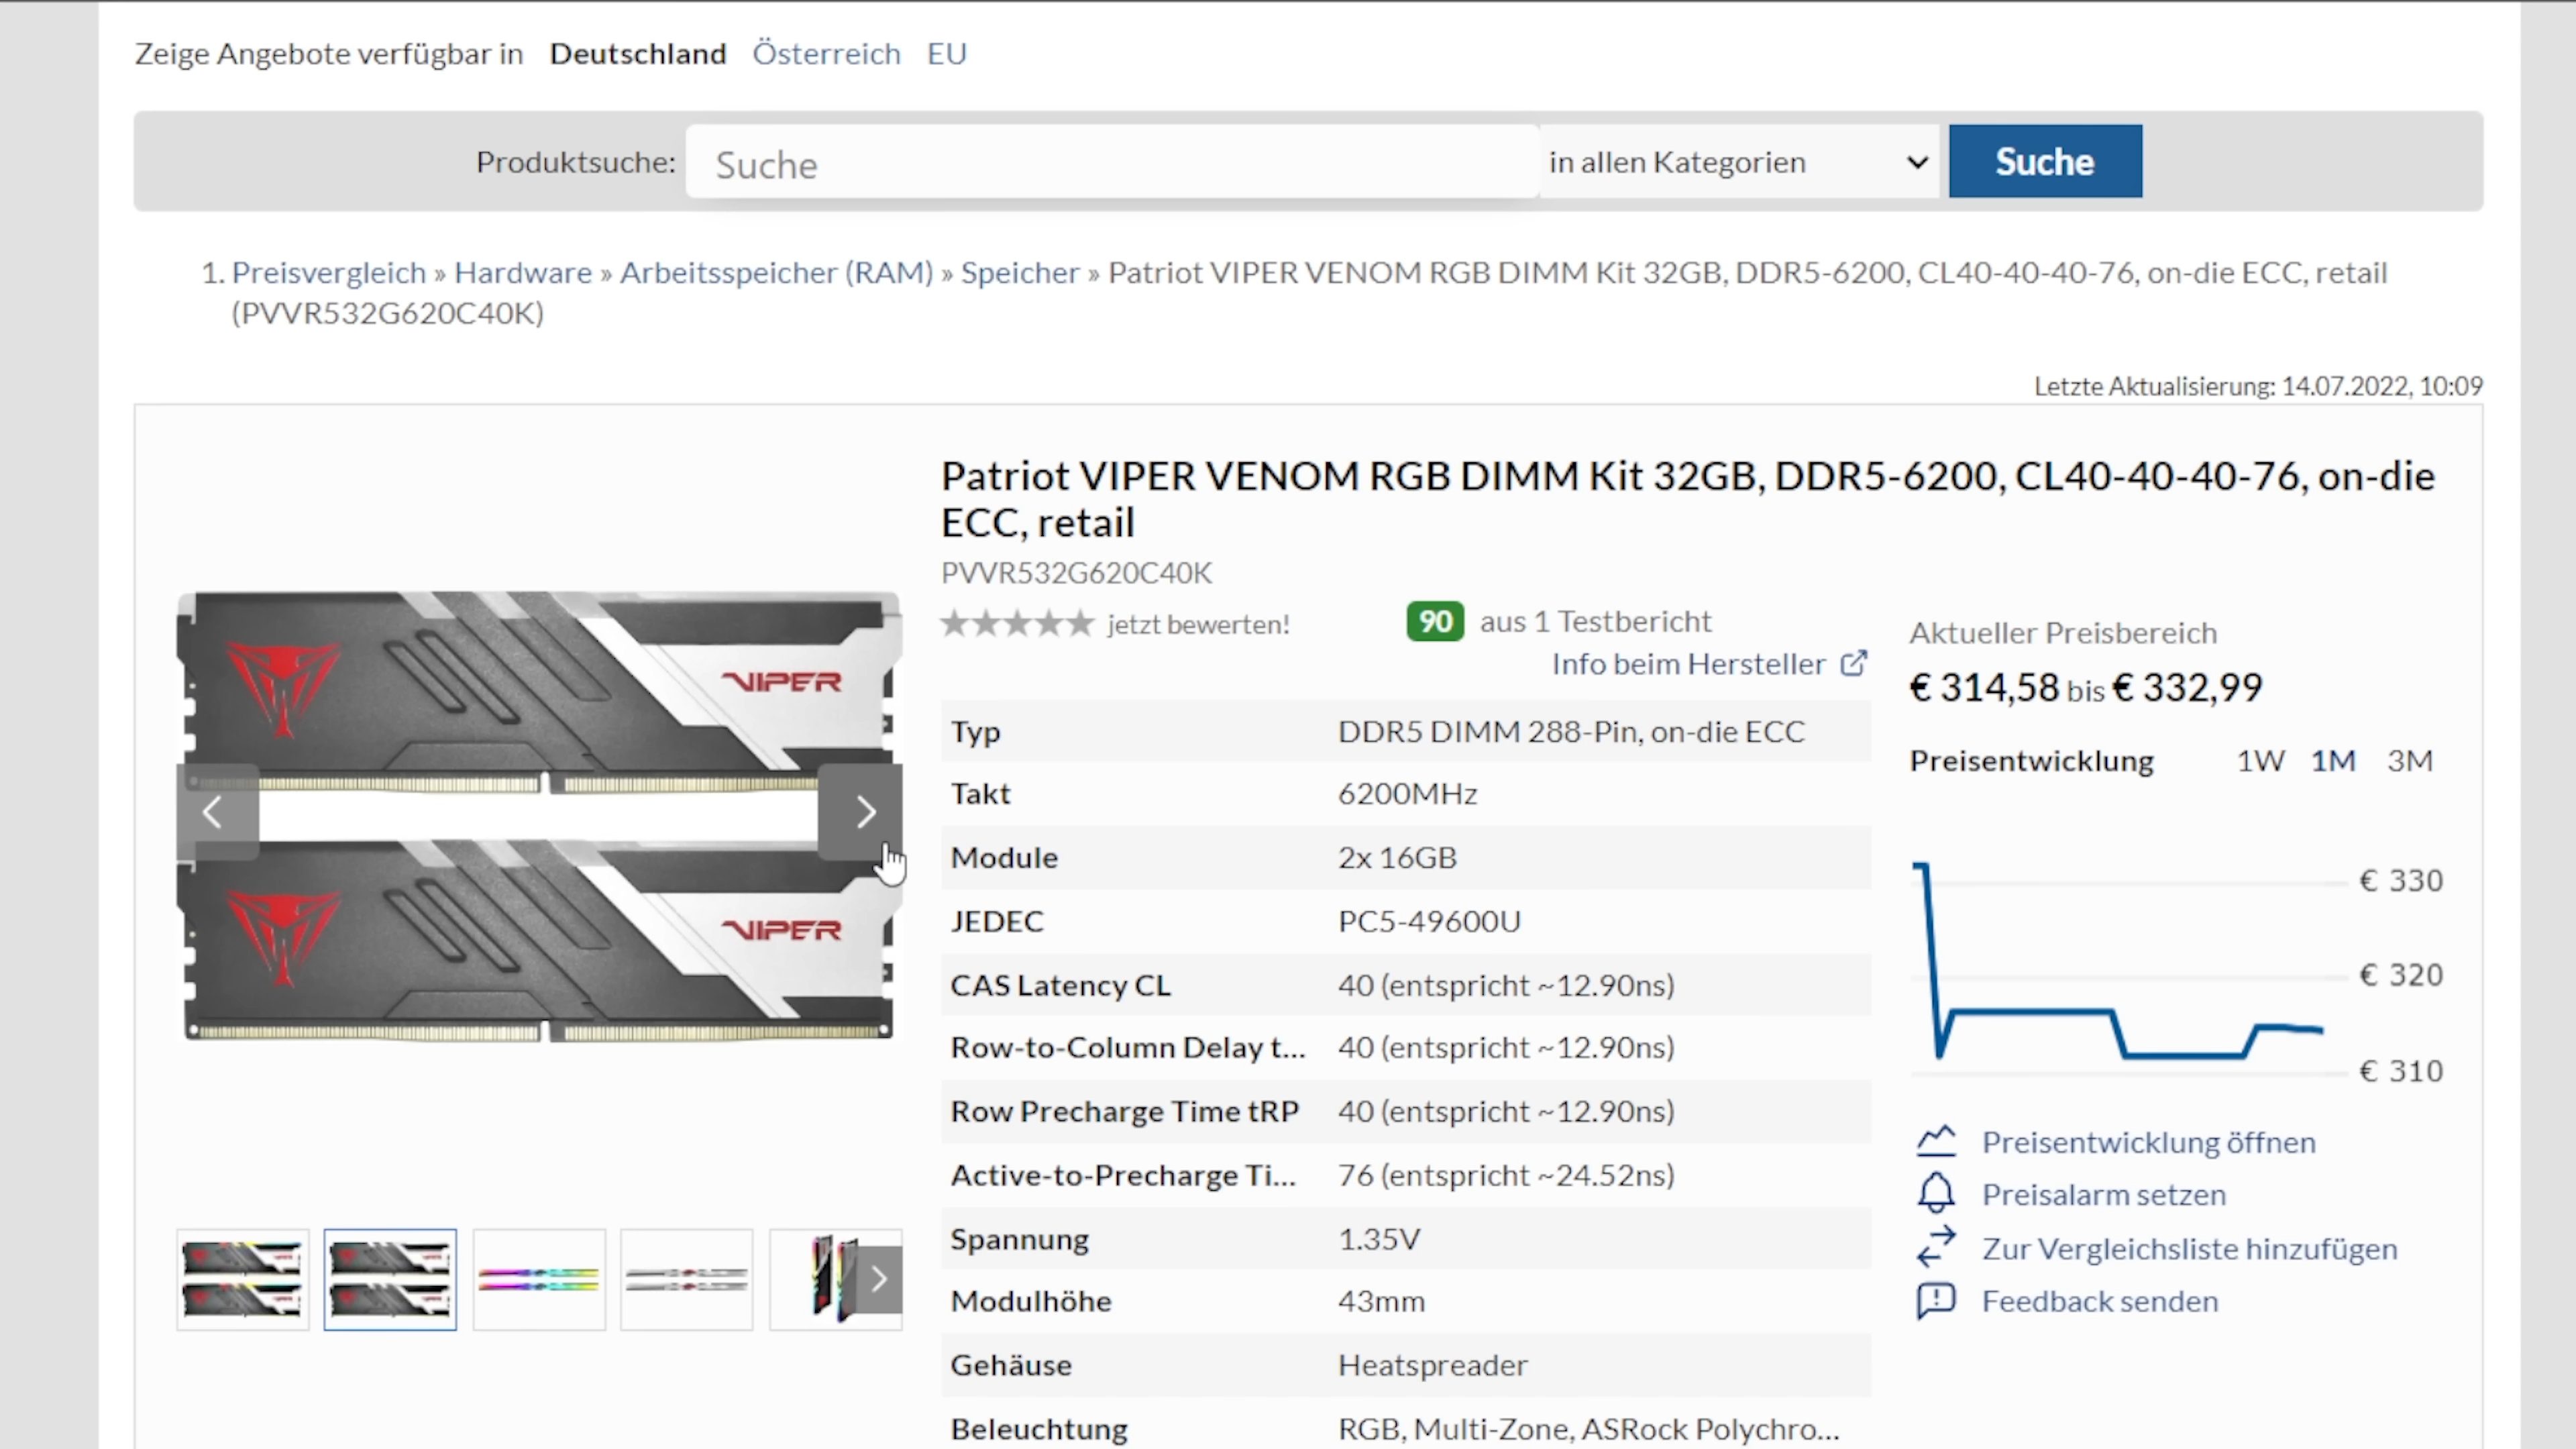 Zeige Angebote verfügbar in Deutschland Österreich EU
Produktsuche: Suche in allen Kategorien Suche
1. Preisvergleich » Hardware » Arbeitsspeicher (RAM) » Speicher » Patriot VIPER VENOM RGB DIMM Kit 32GB, DDR5-6200, CL40-40-40-76, on-die ECC, retail
(PVVR532G620C40K)
Letzte Aktualisierung: 14.07.2022, 10:09
Patriot VIPER VENOM RGB DIMM Kit 32GB, DDR5-6200, CL40-40-40-76, on-die
ECC, retail
PVVR532G620C40K
jetzt bewerten!
90 aus 1 Testbericht
Info beim Hersteller
VIPER
VIPER
Typ DDR5 DIMM 288-Pin, on-die ECC
Takt 6200MHz
Module 2x 16GB
JEDEC PC5-49600U
CAS Latency CL 40 (entspricht ~12.90ns)
Row-to-Column Delay t... 40 (entspricht ~12.90ns)
Row Precharge Time tRP 40 (entspricht ~12.90ns)
Active-to-Precharge Ti... 76 (entspricht ~24.52ns)
Spannung 1.35V
Modulhöhe 43mm
Gehäuse Heatspreader
Beleuchtung RGB, Multi-Zone, ASRock Polychro...
Aktueller Preisbereich
€ 314,58 bis € 332,99
Preisentwicklung 1W 1M 3M
€ 330
€ 320
€ 310
Preisentwicklung öffnen
Preisalarm setzen
Zur Vergleichsliste hinzufügen
Feedback senden